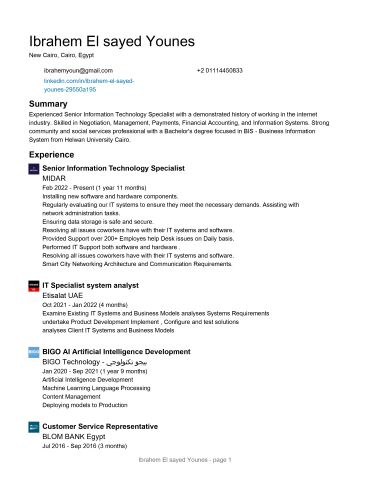 Ibrahem El sayed Younes
New Cairo, Cairo, Egypt
ibrahemyoun@gmail.com +2 01114450833
linkedin.com/in/ibrahem-el-sayed-
younes-29550a195
Summary
Experienced Senior Information Technology Specialist with a demonstrated history of working in the internet
industry. Skilled in Negotiation, Management, Payments, Financial Accounting, and Information Systems. Strong
community and social services professional with a Bachelor's degree focused in BIS - Business Information
System from Helwan University Cairo.
Experience
Senior Information Technology Specialist
MIDAR
Feb 2022 - Present (1 year 11 months)
Installing new software and hardware components.
Regularly evaluating our IT systems to ensure they meet the necessary demands. Assisting with
network administration tasks.
Ensuring data storage is safe and secure.
Resolving all issues coworkers have with their IT systems and software.
Provided Support over 200+ Employes help Desk issues on Daily basis.
Performed IT Support both software and hardware .
Resolving all issues coworkers have with their IT systems and software.
Smart City Networking Architecture and Communication Requirements.
IT Specialist system analyst
Etisalat UAE
Oct 2021 - Jan 2022 (4 months)
Examine Existing IT Systems and Business Models analyses Systems Requirements
undertake Product Development Implement , Configure and test solutions
analyses Client IT Systems and Business Models
BIGO
BIGO AI Artificial Intelligence Development
BIGO Technology - بيجو تكنولوجي
Jan 2020 - Sep 2021 (1 year 9 months)
Artificial Intelligence Development
Machine Learning Language Processing
Content Management
Deploying models to Production
Customer Service Representative
BLOM BANK Egypt
Jul 2016 - Sep 2016 (3 months)
Ibrahem El sayed Younes - page 1